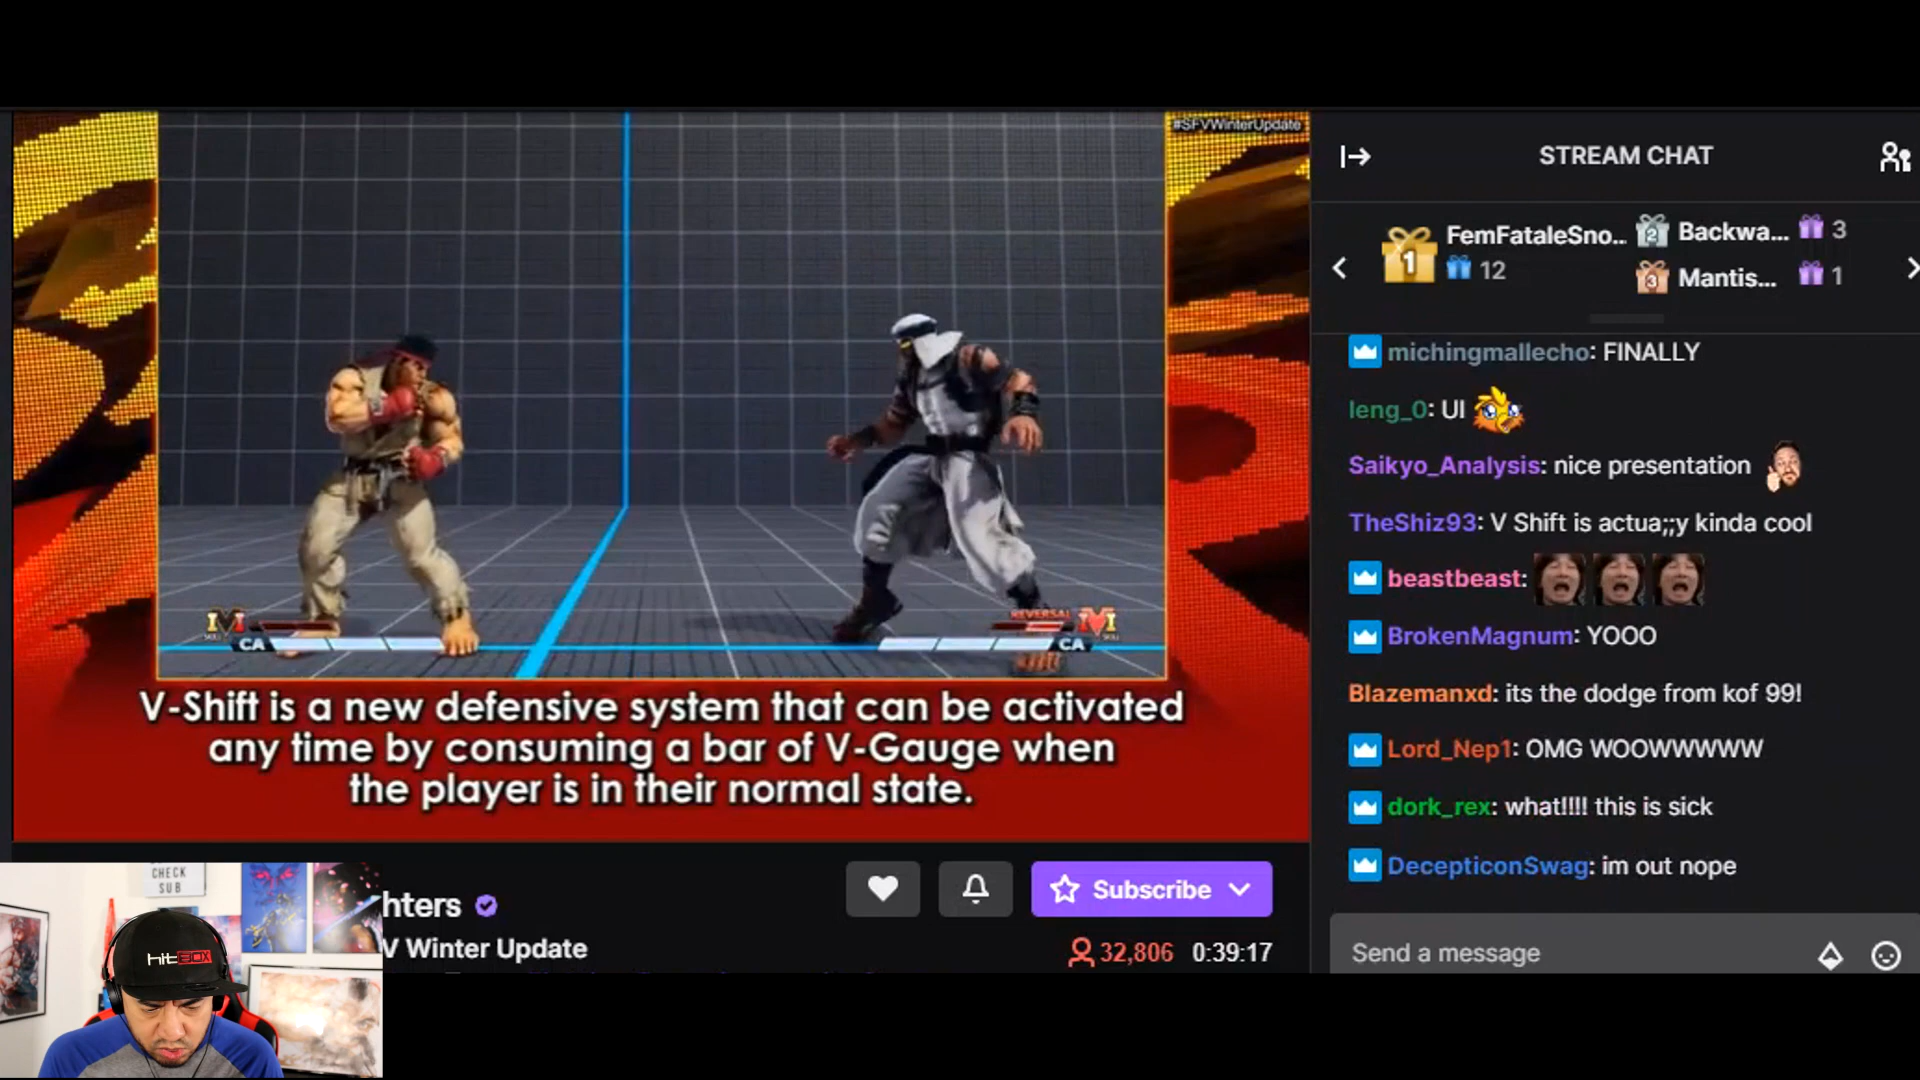 #SFVWinterUpdate
CA
REVERSAL
CA
V-Shift is a new defensive system that can be activated
any time by consuming a bar of V-Gauge when
the player is in their normal state.
CHECK
SUB
hitBOX
hters
V Winter Update
Subscribe
32,806 0:39:17
STREAM CHAT
1 FemFataleSno... 12
2 Backwa... 3
3 Mantis... 1
michingmallecho: FINALLY
leng_0: UI
Saikyo_Analysis: nice presentation
TheShiz93: V Shift is actua;;y kinda cool
beastbeast:
BrokenMagnum: YOOO
Blazemanxd: its the dodge from kof 99!
Lord_Nep1: OMG WOOWWWWW
dork_rex: what!!!! this is sick
DecepticonSwag: im out nope
Send a message